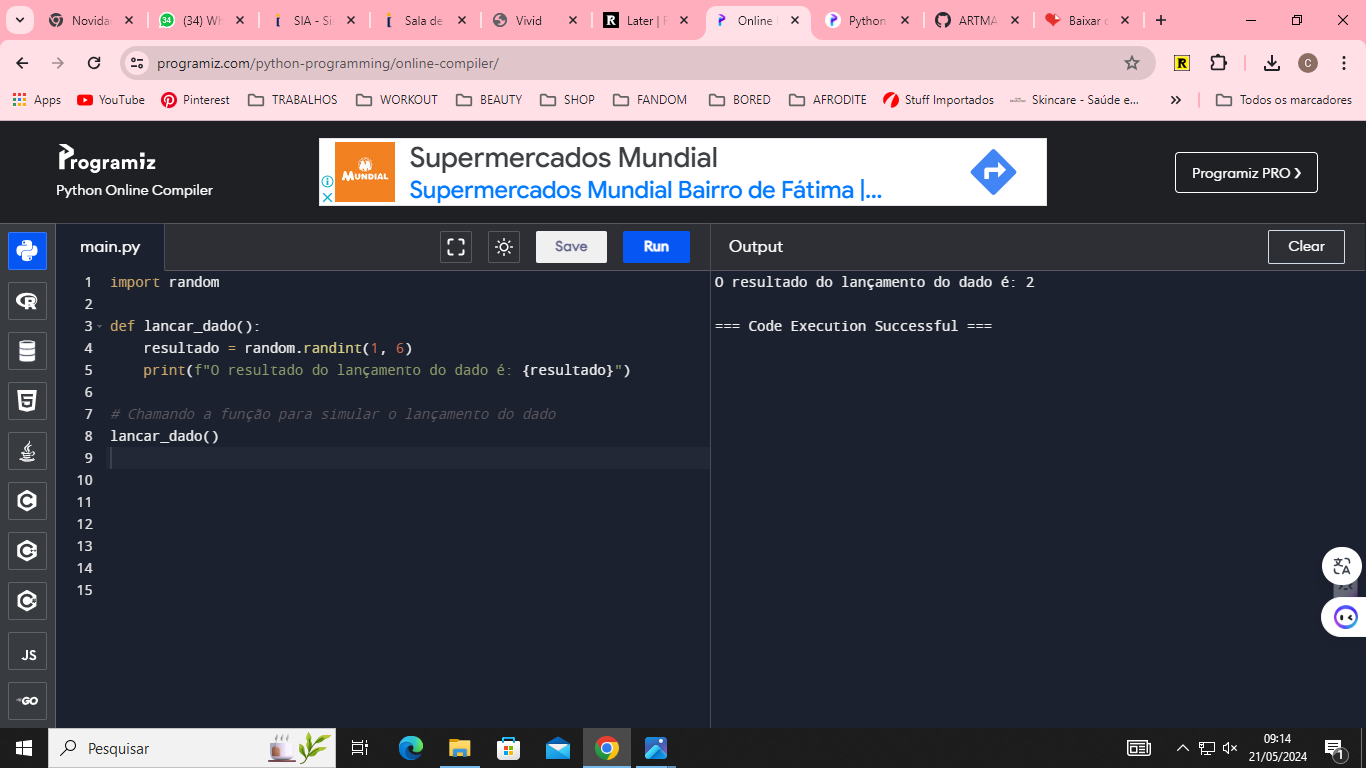 Novida
(34) Wh
SIA - Si
Sala de
Vivid
Later | R
Online
Python
ARTMA
Baixar
programiz.com/python-programming/online-compiler/
Apps
YouTube
Pinterest
TRABALHOS
WORKOUT
BEAUTY
SHOP
FANDOM
BORED
AFRODITE
Stuff Importados
Skincare - Saúde e...
Todos os marcadores
Programiz
Python Online Compiler
MUNDIAL
Supermercados Mundial
Supermercados Mundial Bairro de Fátima |...
Programiz PRO ❯
main.py
Save
Run
Output
Clear
1 import random
2
3 def lancar_dado():
4     resultado = random.randint(1, 6)
5     print(f"O resultado do lançamento do dado é: {resultado}")
6
7 # Chamando a função para simular o lançamento do dado
8 lancar_dado()
9
10
11
12
13
14
15
O resultado do lançamento do dado é: 2
=== Code Execution Successful ===
JS
GO
Pesquisar
09:14
21/05/2024
1